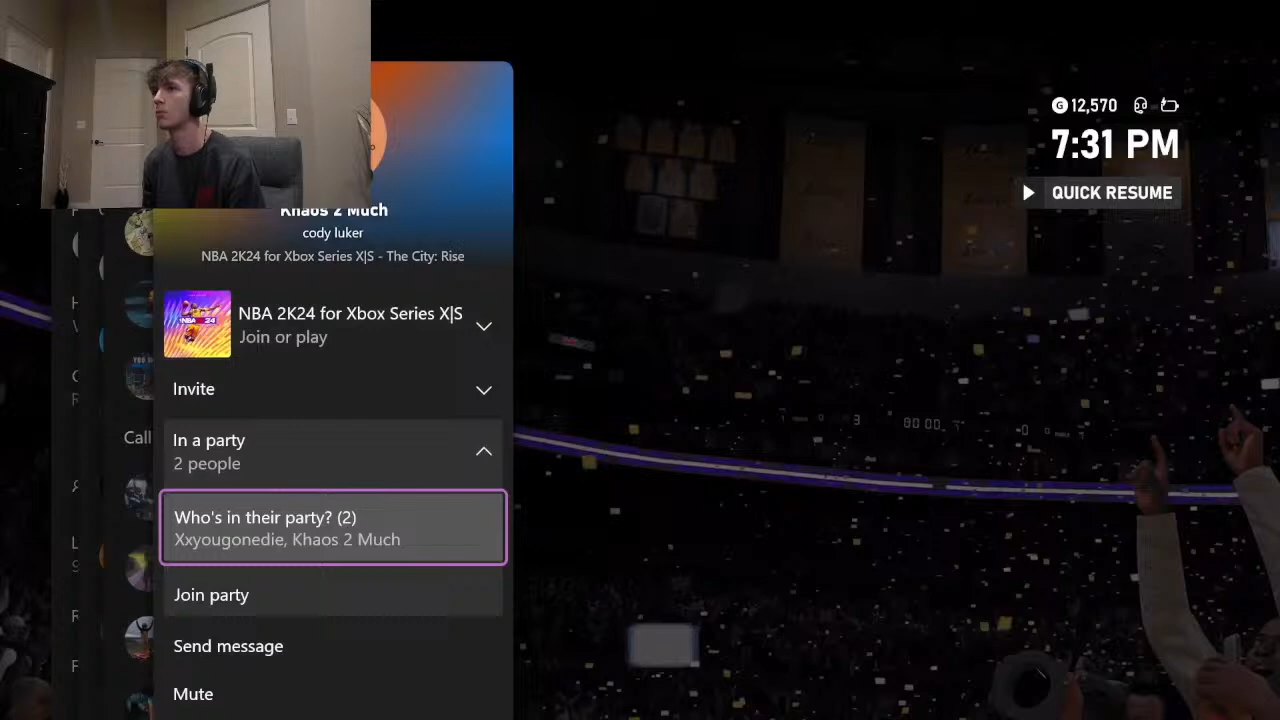 12,570
7:31 PM
QUICK RESUME
Khaos 2 Much
cody luker
NBA 2K24 for Xbox Series X|S - The City: Rise
NBA 2K24 for Xbox Series X|S
Join or play
Invite
Call
In a party
2 people
Who's in their party? (2)
Xxyougonedie, Khaos 2 Much
Join party
Send message
Mute